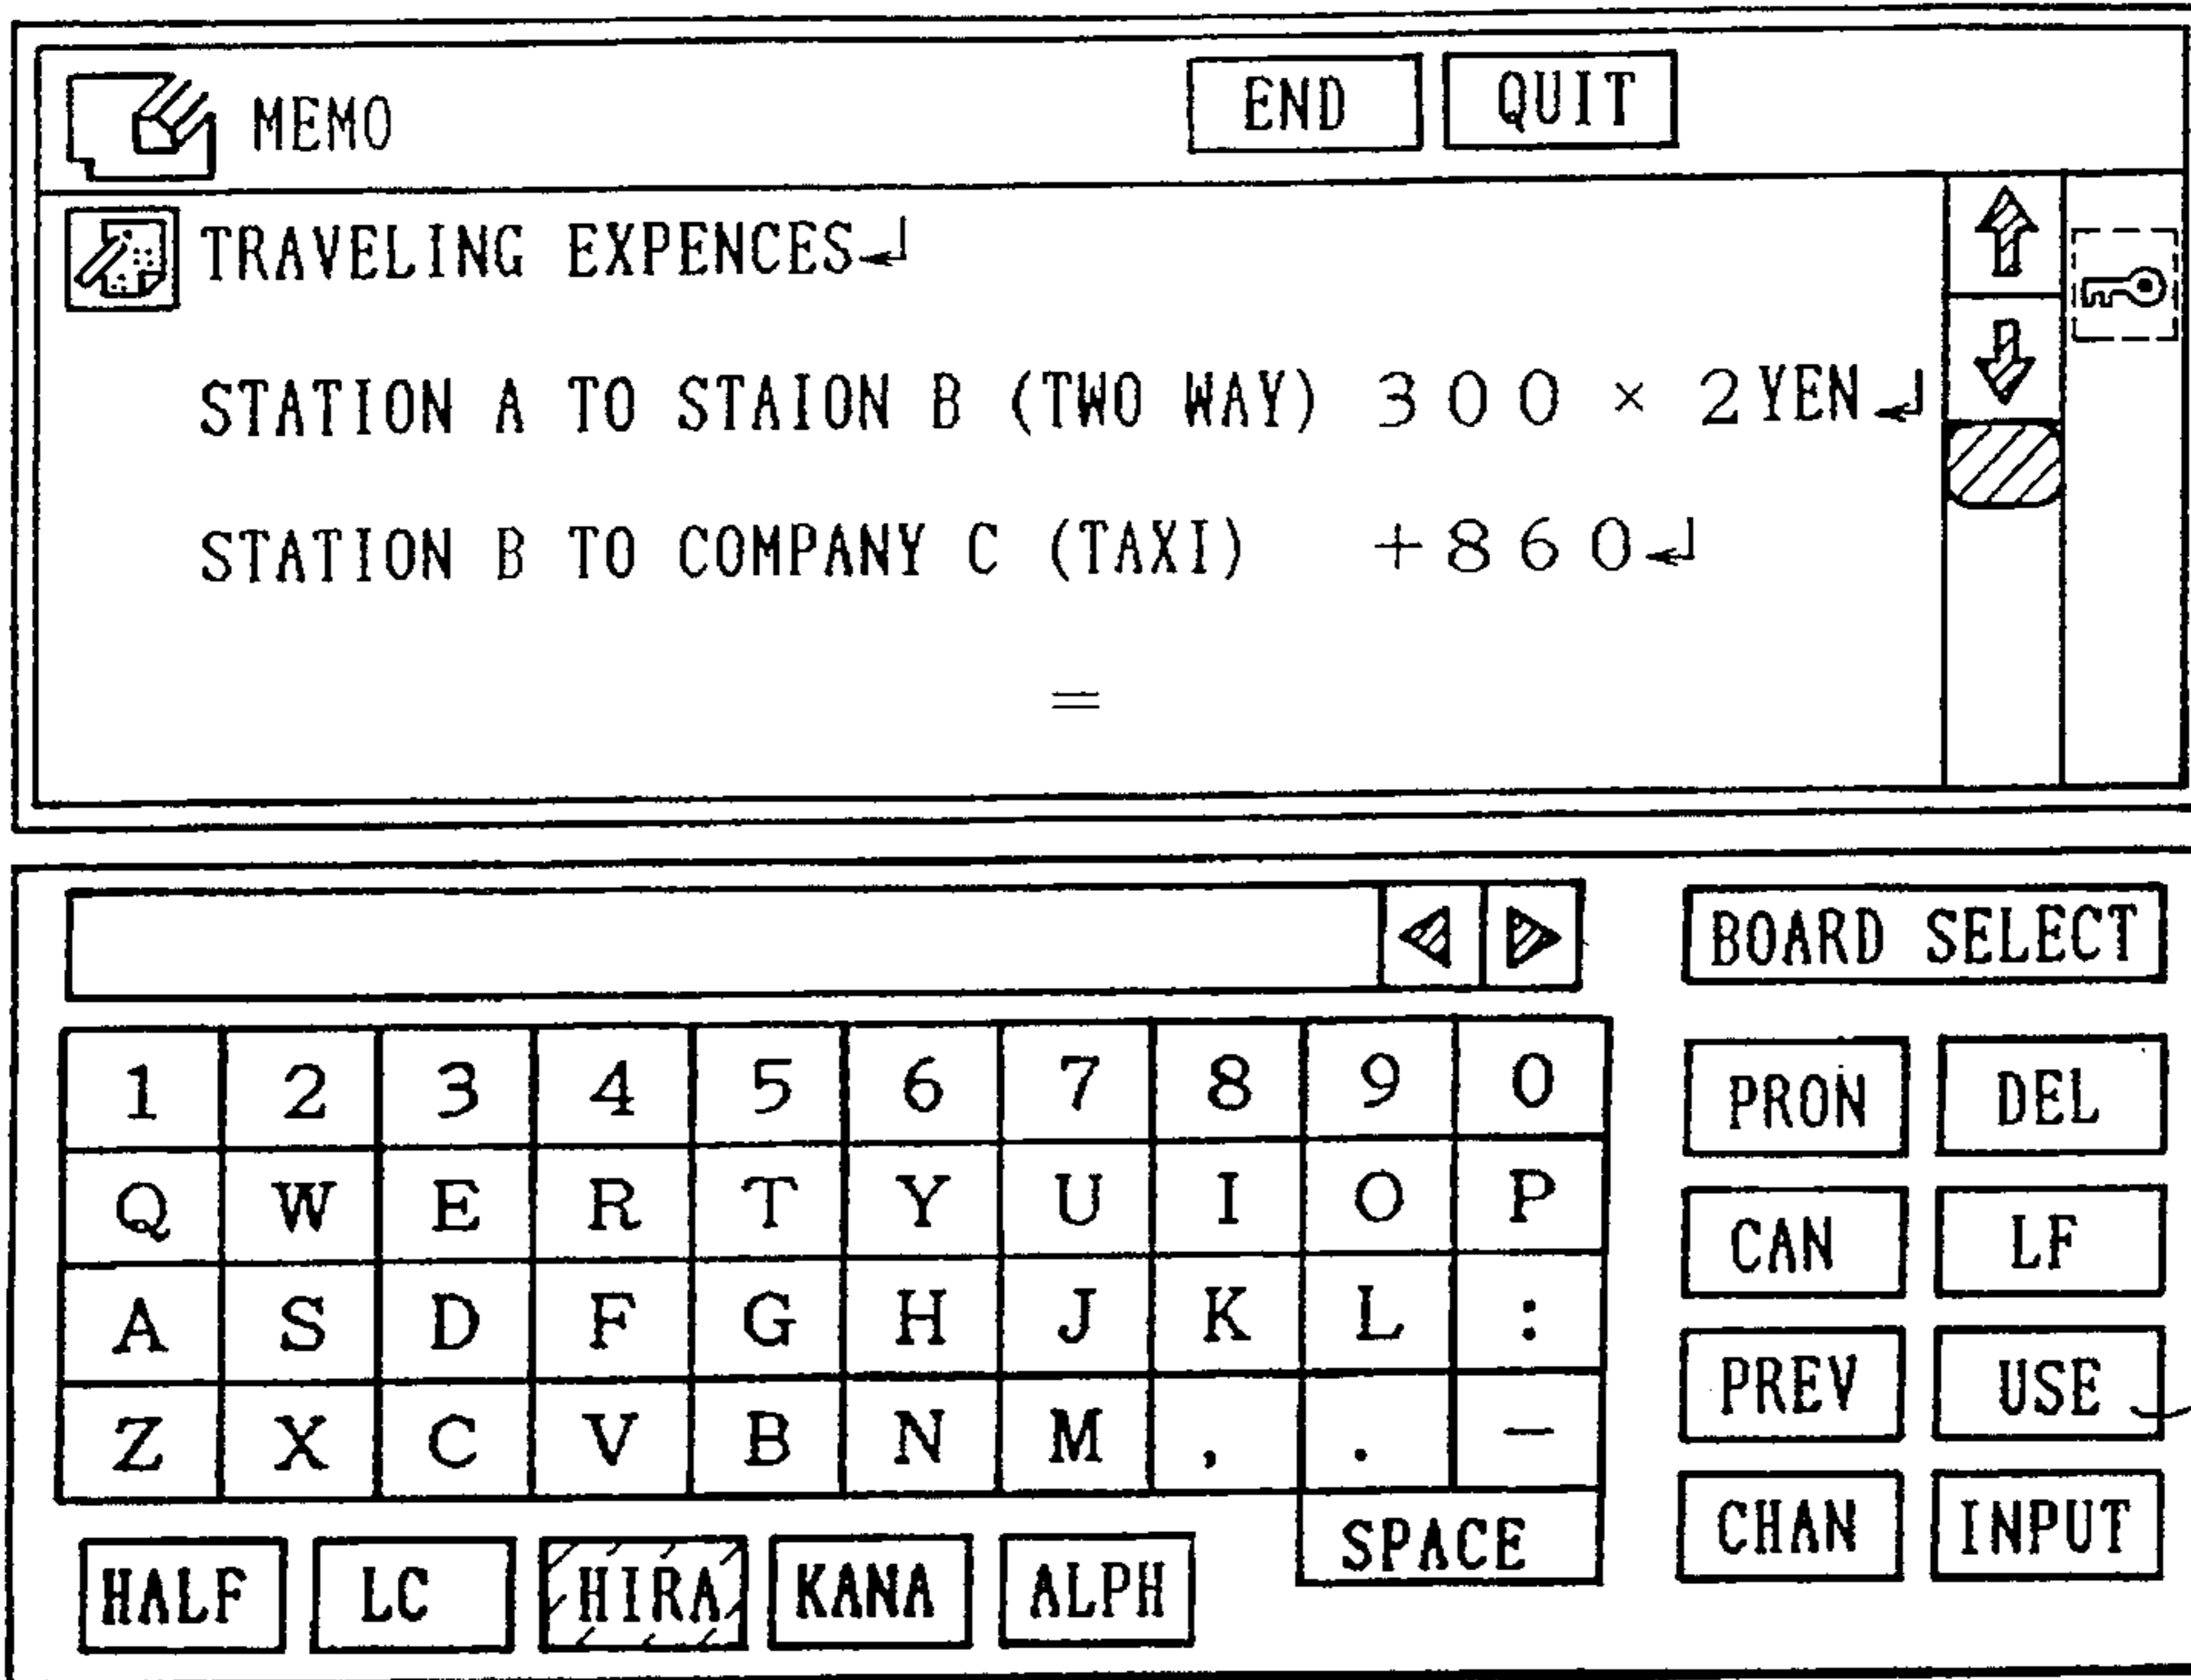 MEMO END QUIT
TRAVELING EXPENCES
STATION A TO STAION B (TWO WAY) 300 × 2YEN
STATION B TO COMPANY C (TAXI) +860
=
BOARD SELECT
1 2 3 4 5 6 7 8 9 0 PRON DEL
Q W E R T Y U I O P CAN LF
A S D F G H J K L : PREV USE
Z X C V B N M , . − CHAN INPUT
HALF LC HIRA KANA ALPH SPACE